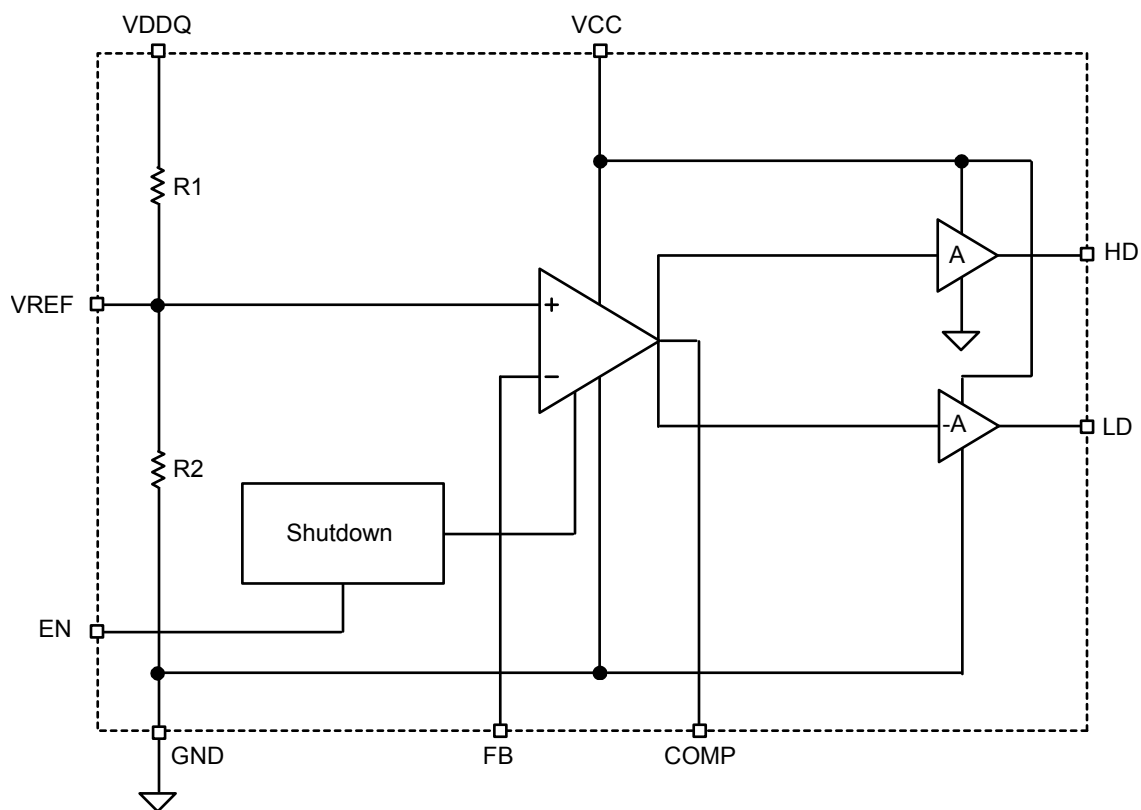 VDDQ
VCC
R1
A
HD
VREF
+
−
R2
-A
LD
Shutdown
EN
GND
FB
COMP